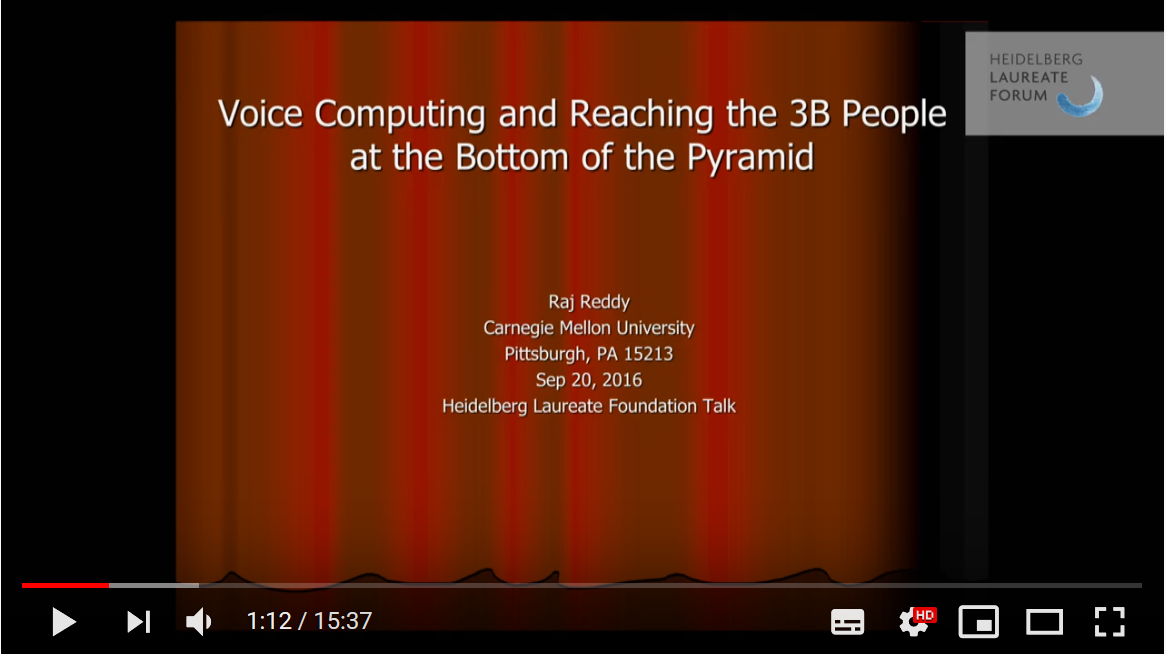 Voice Computing and Reaching the 3B People
at the Bottom of the Pyramid
HEIDELBERG
LAUREATE
FORUM
Raj Reddy
Carnegie Mellon University
Pittsburgh, PA 15213
Sep 20, 2016
Heidelberg Laureate Foundation Talk
1:12 / 15:37
HD